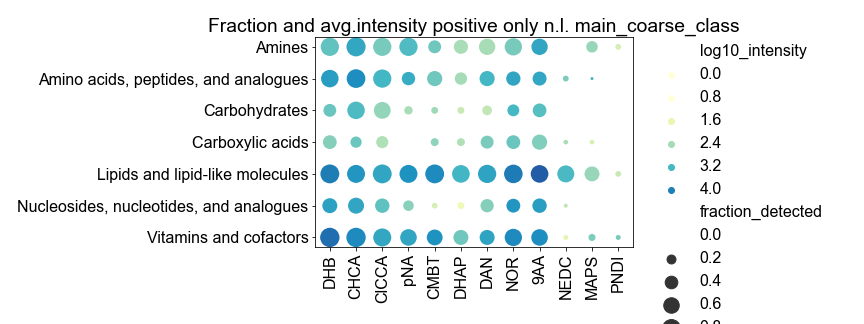 Fraction and avg.intensity positive only n.l. main_coarse_class
Amines
Amino acids, peptides, and analogues
Carbohydrates
Carboxylic acids
Lipids and lipid-like molecules
Nucleosides, nucleotides, and analogues
Vitamins and cofactors
DHB
CHCA
ClCCA
pNA
CMBT
DHAP
DAN
NOR
9AA
NEDC
MAPS
PNDI
log10_intensity
0.0
0.8
1.6
2.4
3.2
4.0
fraction_detected
0.0
0.2
0.4
0.6
0.8